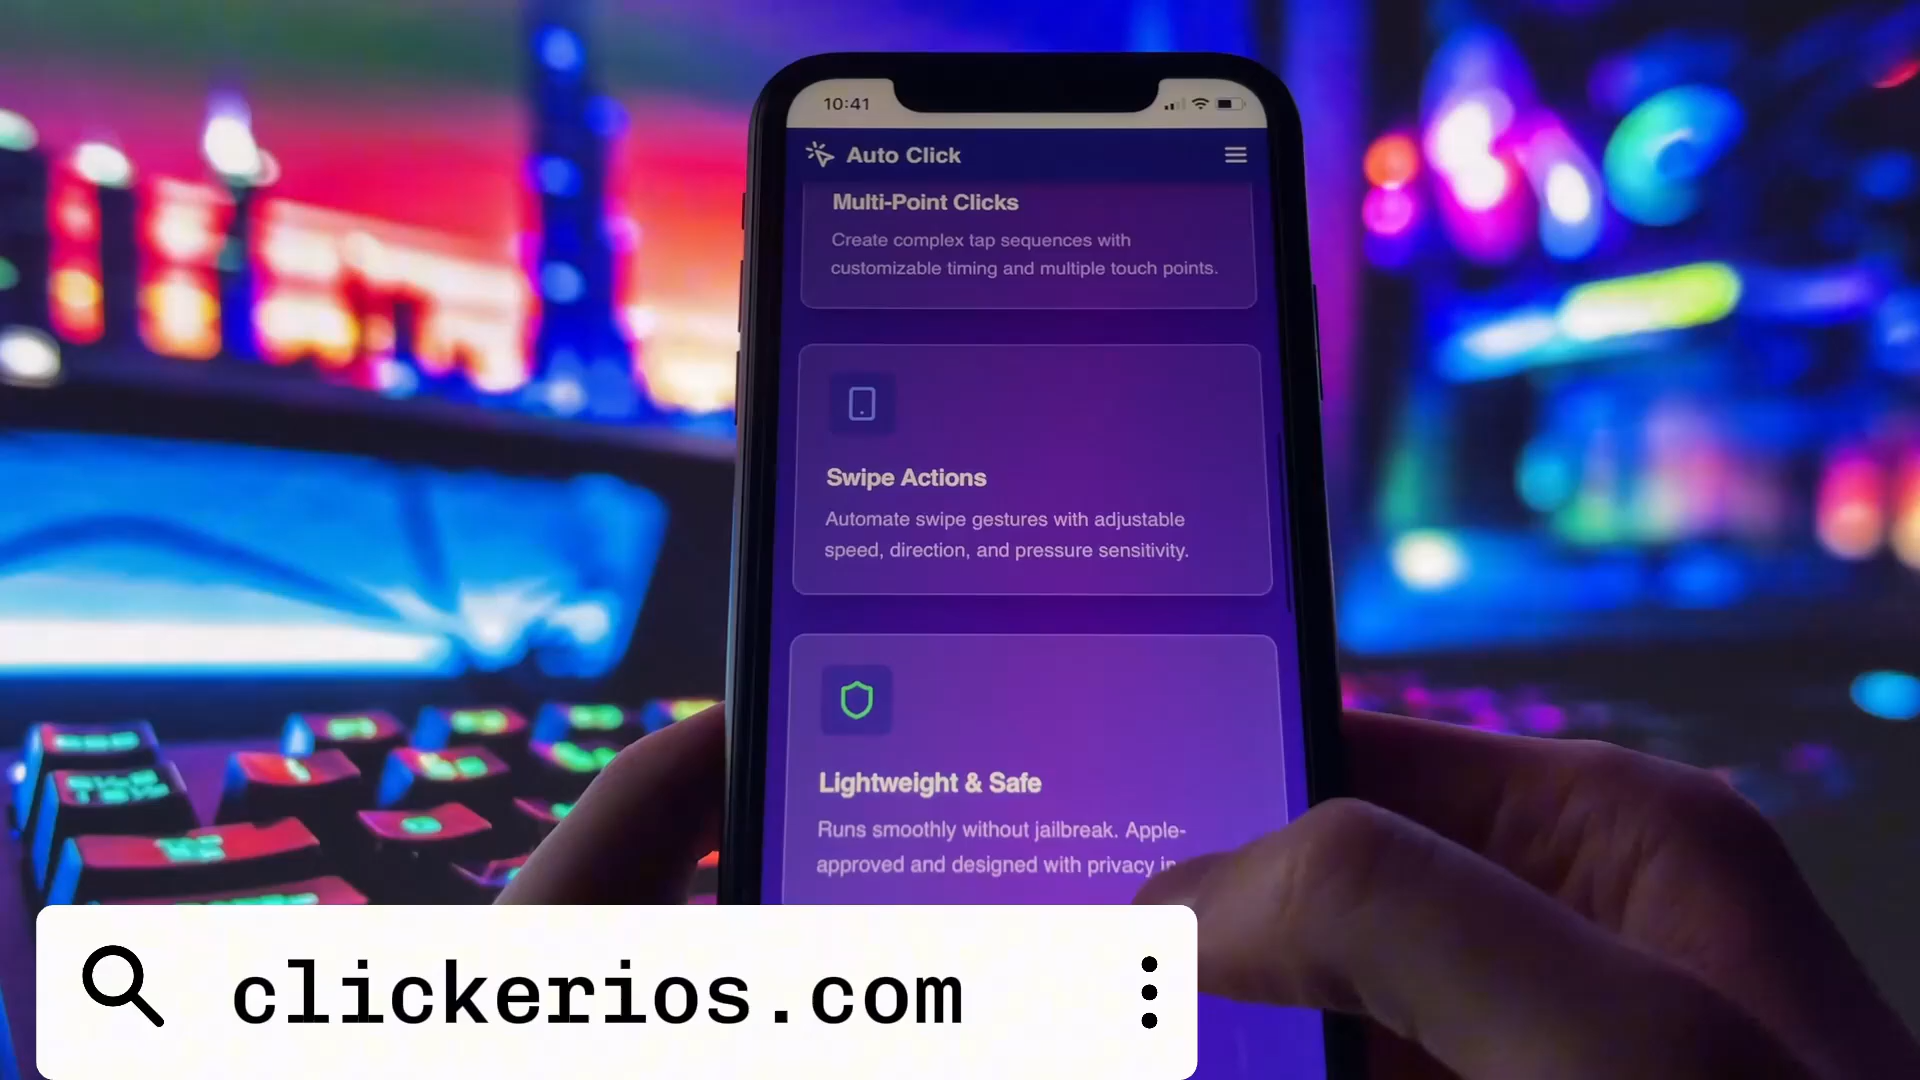 10:41
Auto Click
Multi-Point Clicks
Create complex tap sequences with
customizable timing and multiple touch points.
Swipe Actions
Automate swipe gestures with adjustable
speed, direction, and pressure sensitivity.
Lightweight & Safe
Runs smoothly without jailbreak. Apple-
approved and designed with privacy in
clickerios.com